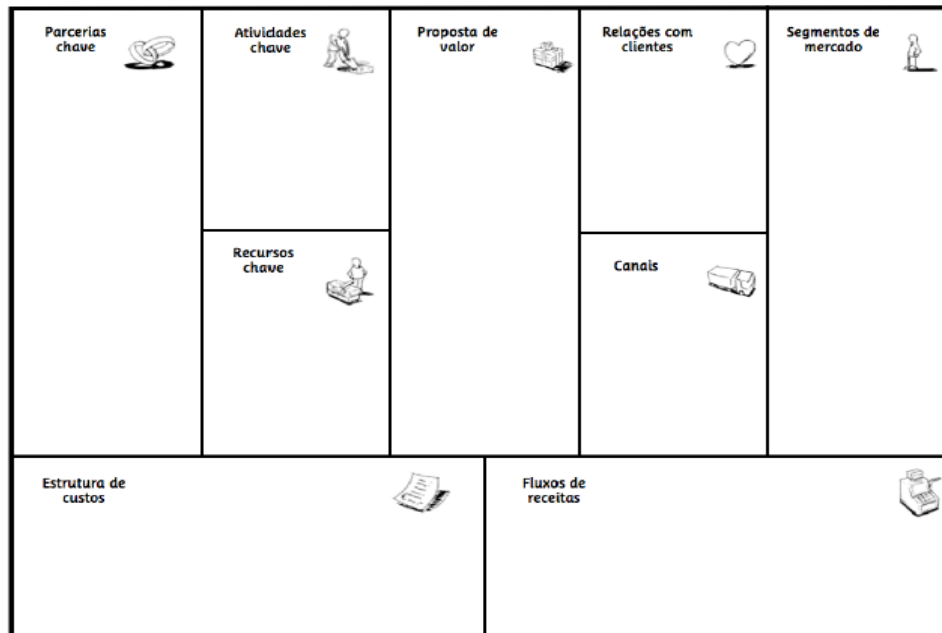 Parcerias
chave
Atividades
chave
Proposta de
valor
Relações com
clientes
Segmentos de
mercado
Recursos
chave
Canais
Estrutura de
custos
Fluxos de
receitas